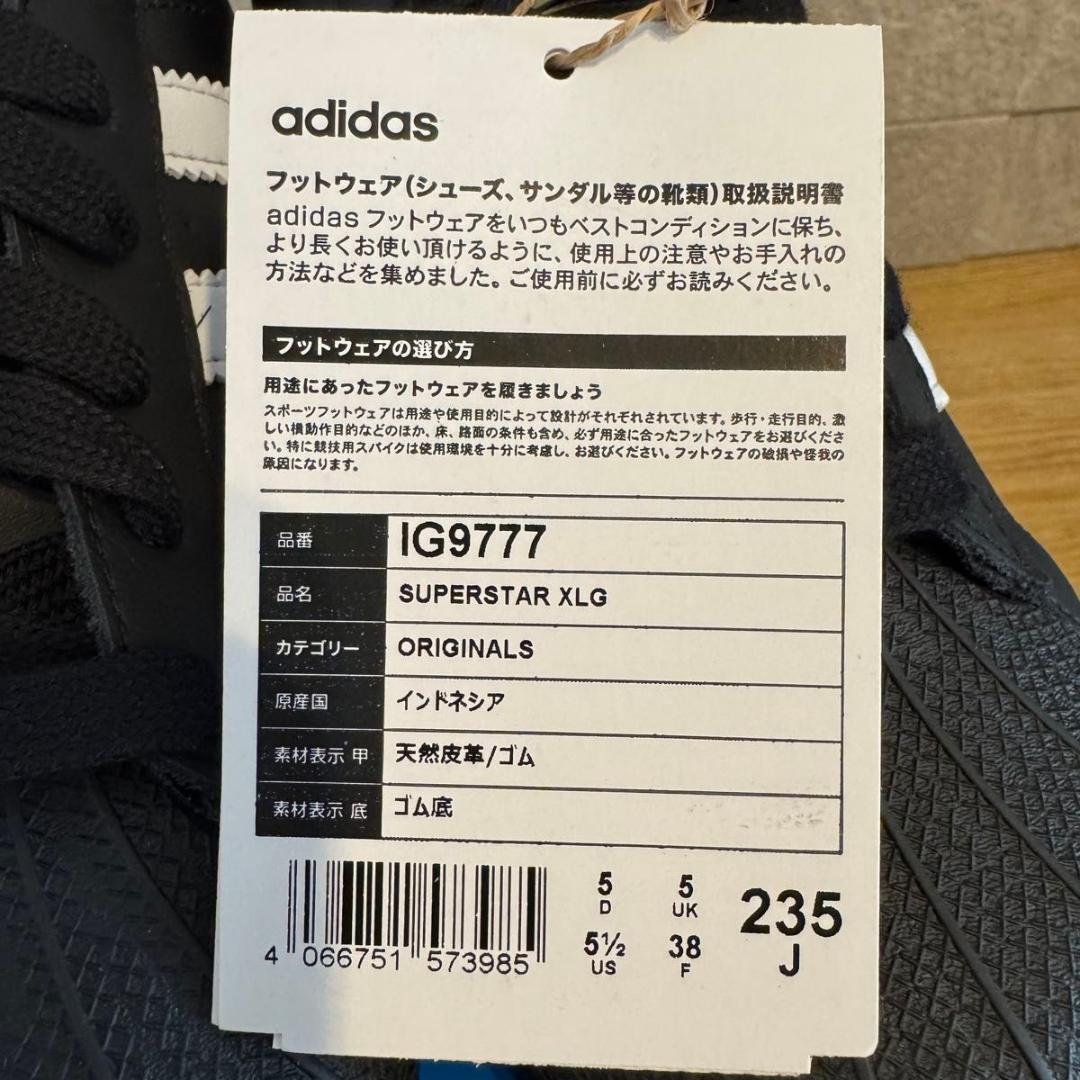 adidas
フットウェア(シューズ、サンダル等の靴類)取扱説明書
adidas フットウェアをいつもベストコンディションに保ち、
より長くお使い頂けるように、使用上の注意やお手入れの
方法などを集めました。ご使用前に必ずお読みください。
フットウェアの選び方
用途にあったフットウェアを履きましょう
スポーツフットウェアは用途や使用目的によって設計がそれぞれされています。歩行・走行目的、激
しい横動作目的などのほか、床、路面の条件も含め、必ず用途に合ったフットウェアをお選びくださ
い。特に競技用スパイクは使用環境を十分に考慮し、お選びください。フットウェアの破損や怪我の
原因になります。
品番 IG9777
品名 SUPERSTAR XLG
カテゴリー ORIGINALS
原産国 インドネシア
素材表示 甲 天然皮革/ゴム
素材表示 底 ゴム底
5 5 235
D UK J
5½ 38
US F
4 066751 573985